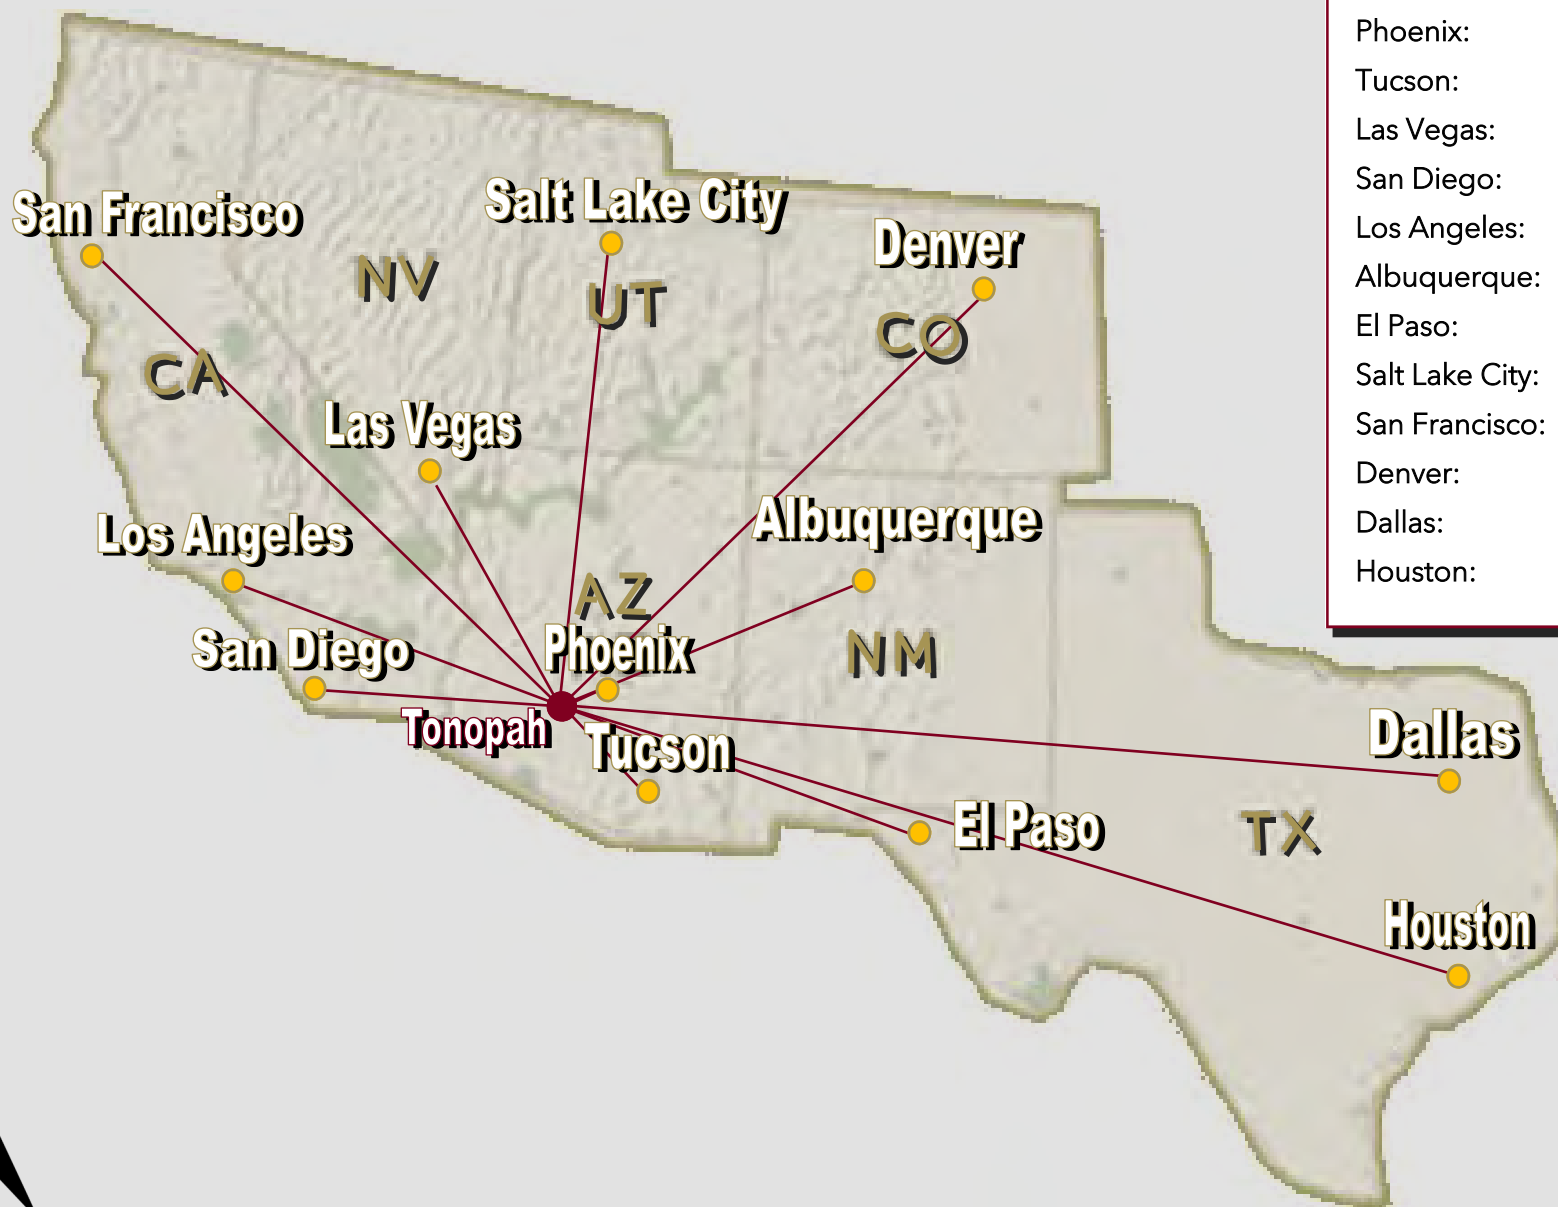 Phoenix:
Tucson:
Las Vegas:
San Diego:
Los Angeles:
Albuquerque:
El Paso:
Salt Lake City:
San Francisco:
Denver:
Dallas:
Houston:
San Francisco
Salt Lake City
Denver
NV
UT
CO
CA
Las Vegas
Albuquerque
Los Angeles
AZ
Phoenix
San Diego
NM
Tonopah
Tucson
Dallas
El Paso
TX
Houston